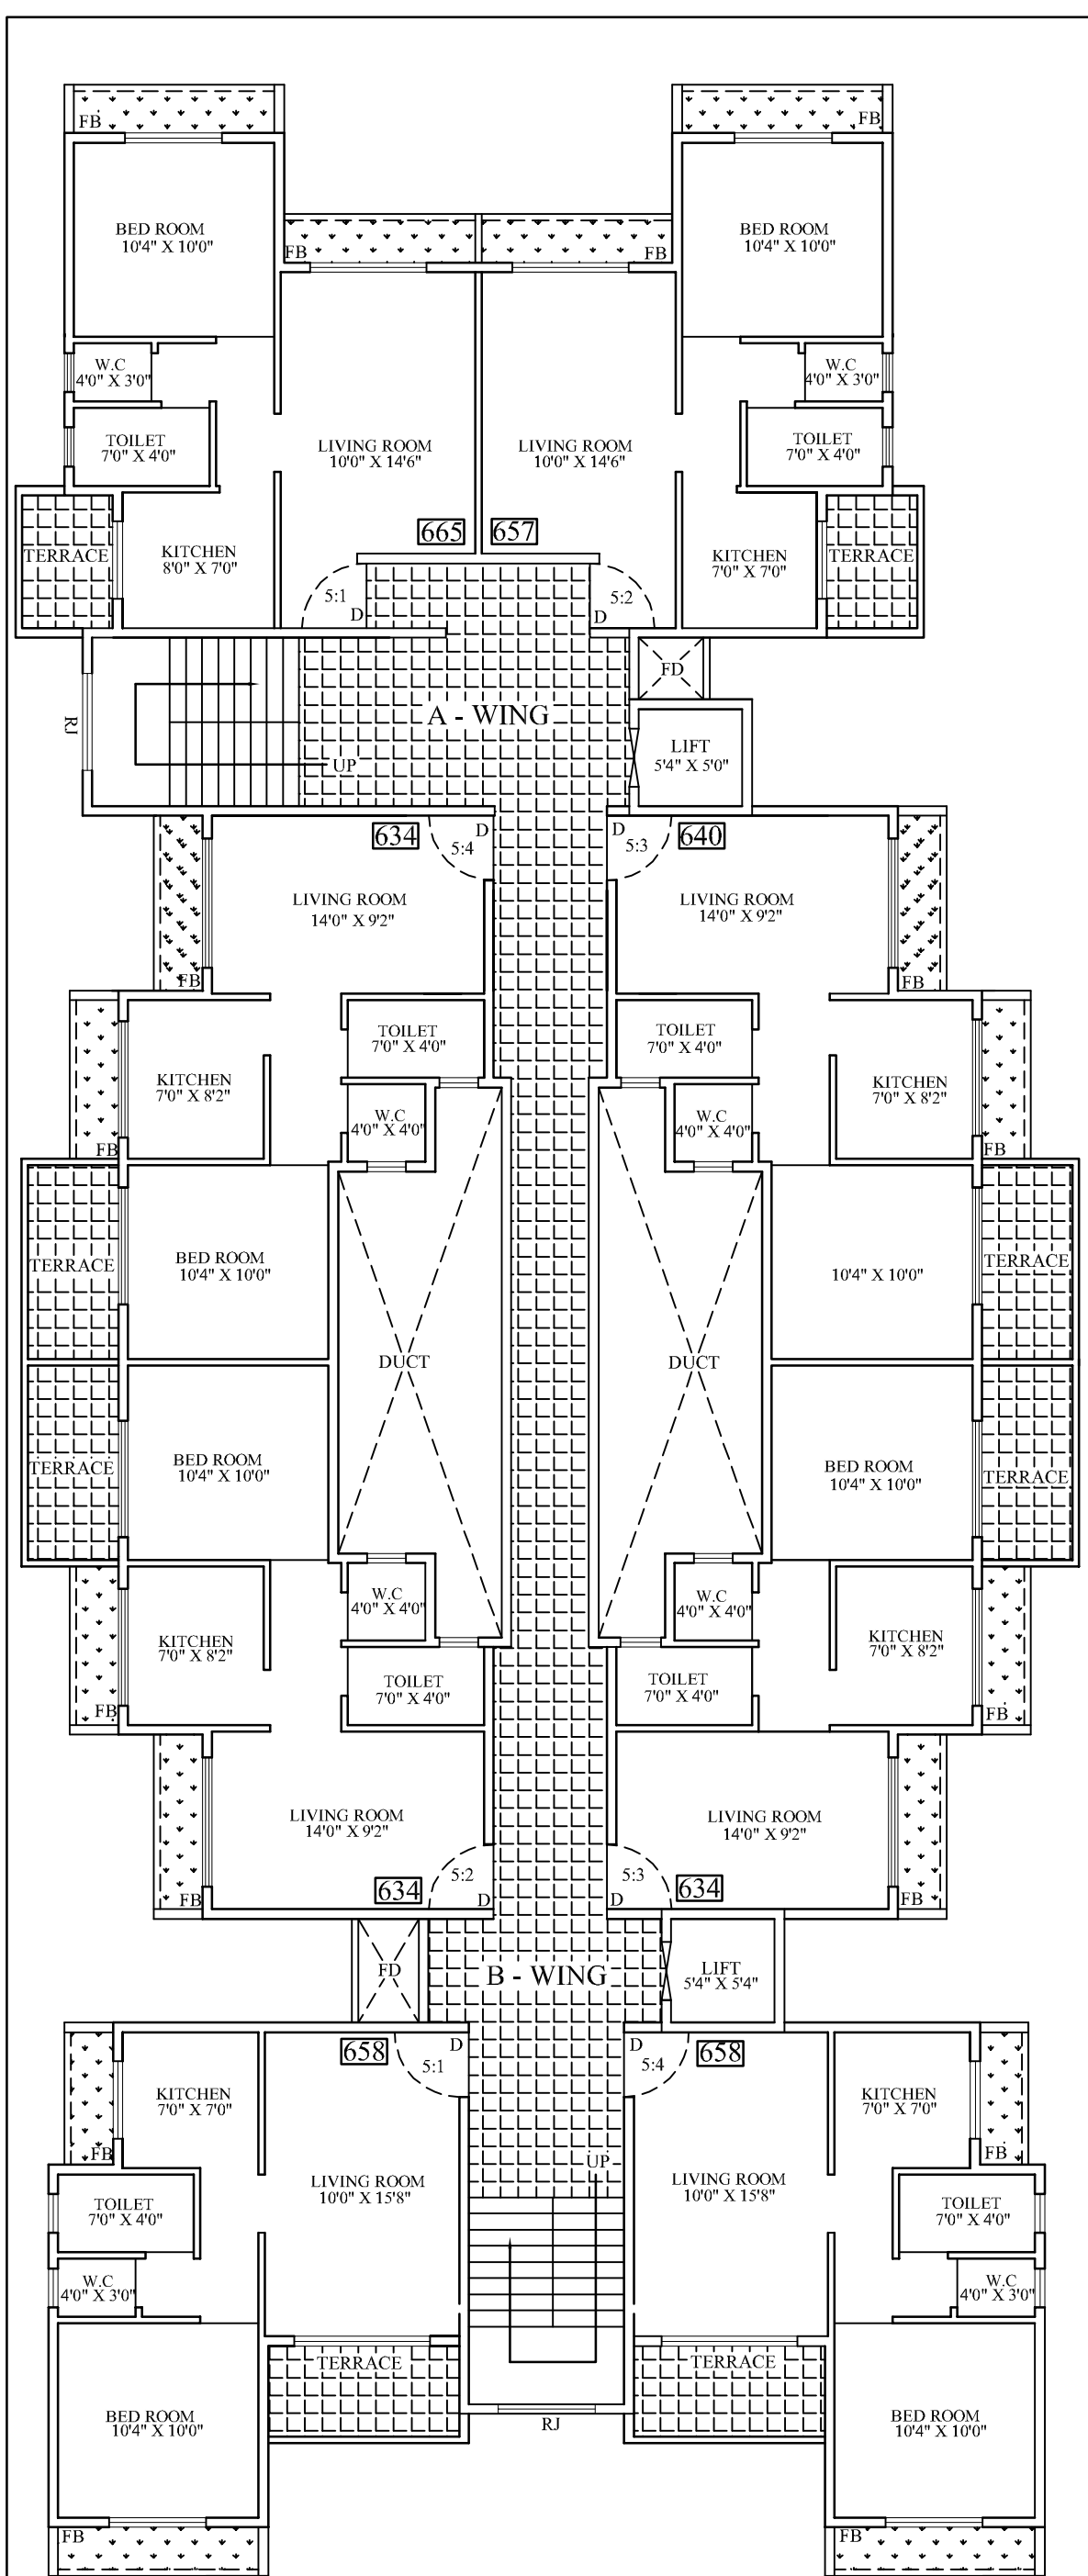 FB
FB
BED ROOM
10'4" X 10'0"
BED ROOM
10'4" X 10'0"
FB
FB
W.C
4'0" X 3'0"
W.C
4'0" X 3'0"
TOILET
7'0" X 4'0"
LIVING ROOM
10'0" X 14'6"
LIVING ROOM
10'0" X 14'6"
TOILET
7'0" X 4'0"
665
657
TERRACE
KITCHEN
8'0" X 7'0"
KITCHEN
7'0" X 7'0"
TERRACE
5:1
D
5:2
D
FD
RJ
A - WING
UP
LIFT
5'4" X 5'0"
634
5:4
D
D
5:3
640
LIVING ROOM
14'0" X 9'2"
LIVING ROOM
14'0" X 9'2"
FB
FB
TOILET
7'0" X 4'0"
TOILET
7'0" X 4'0"
KITCHEN
7'0" X 8'2"
KITCHEN
7'0" X 8'2"
W.C
4'0" X 4'0"
W.C
4'0" X 4'0"
FB
FB
TERRACE
BED ROOM
10'4" X 10'0"
10'4" X 10'0"
TERRACE
DUCT
DUCT
TERRACE
BED ROOM
10'4" X 10'0"
BED ROOM
10'4" X 10'0"
TERRACE
W.C
4'0" X 4'0"
W.C
4'0" X 4'0"
KITCHEN
7'0" X 8'2"
KITCHEN
7'0" X 8'2"
TOILET
7'0" X 4'0"
TOILET
7'0" X 4'0"
FB
FB
LIVING ROOM
14'0" X 9'2"
LIVING ROOM
14'0" X 9'2"
5:2
5:3
FB
634
D
D
634
FB
FD
B - WING
LIFT
5'4" X 5'4"
658
5:1
D
D
5:4
658
KITCHEN
7'0" X 7'0"
KITCHEN
7'0" X 7'0"
FB
FB
UP
TOILET
7'0" X 4'0"
LIVING ROOM
10'0" X 15'8"
LIVING ROOM
10'0" X 15'8"
TOILET
7'0" X 4'0"
W.C
4'0" X 3'0"
W.C
4'0" X 3'0"
TERRACE
TERRACE
BED ROOM
10'4" X 10'0"
RJ
BED ROOM
10'4" X 10'0"
FB
FB